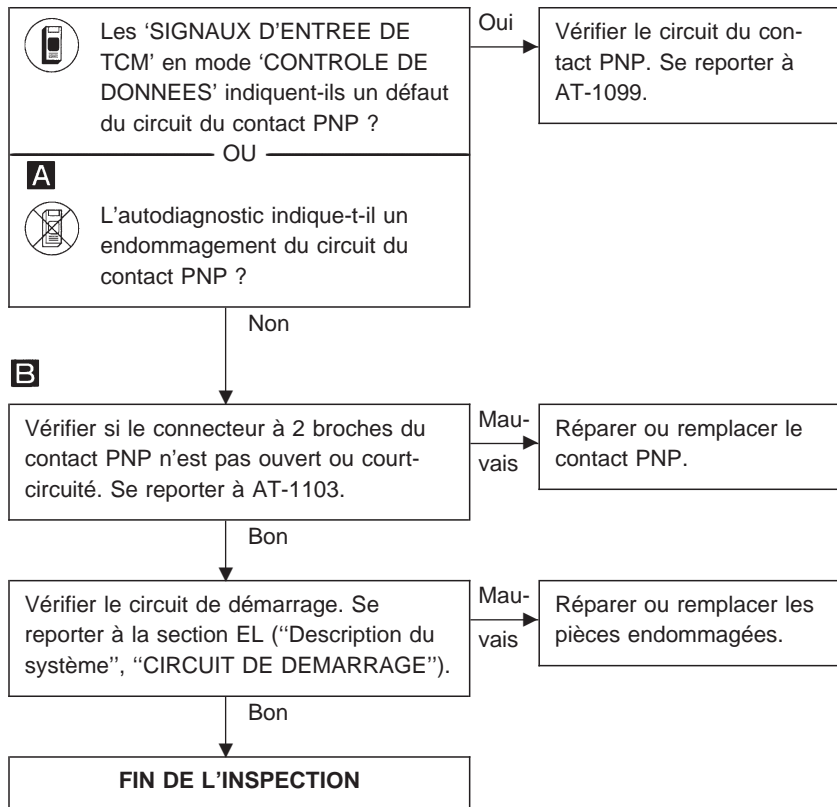 Les ‘SIGNAUX D'ENTREE DE
TCM’ en mode ‘CONTROLE DE
DONNEES’ indiquent-ils un défaut
du circuit du contact PNP ?
Oui
Vérifier le circuit du con-
tact PNP. Se reporter à
AT-1099.
OU
A
L'autodiagnostic indique-t-il un
endommagement du circuit du
contact PNP ?
Non
B
Vérifier si le connecteur à 2 broches du
contact PNP n'est pas ouvert ou court-
circuité. Se reporter à AT-1103.
Mau-
vais
Réparer ou remplacer le
contact PNP.
Bon
Vérifier le circuit de démarrage. Se
reporter à la section EL (‘‘Description du
système’’, ‘‘CIRCUIT DE DEMARRAGE’’).
Mau-
vais
Réparer ou remplacer les
pièces endommagées.
Bon
FIN DE L'INSPECTION